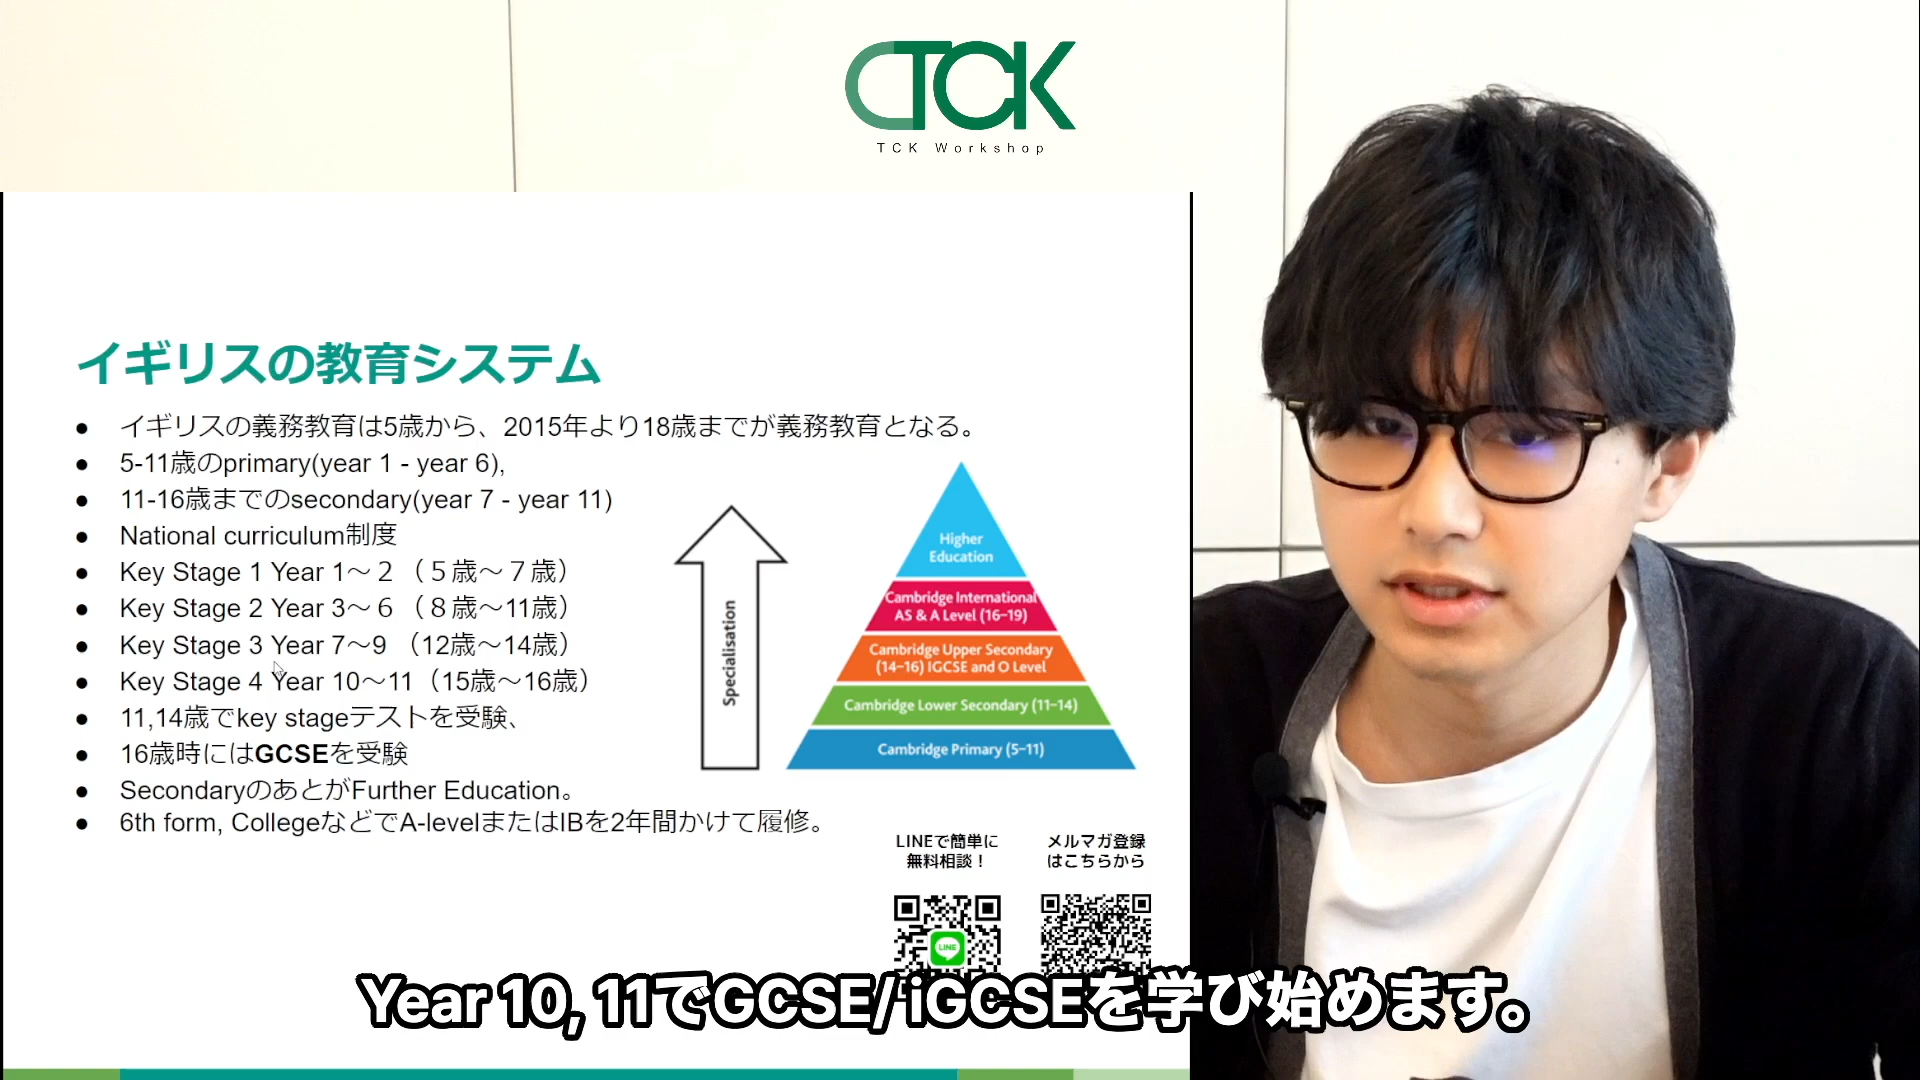 TCK
TCK Workshop
イギリスの教育システム
● イギリスの義務教育は5歳から、2015年より18歳までが義務教育となる。
● 5-11歳のprimary(year 1 - year 6),
● 11-16歳までのsecondary(year 7 - year 11)
● National curriculum制度
● Key Stage 1 Year 1～２（５歳～７歳）
● Key Stage 2 Year 3～６（８歳～11歳）
● Key Stage 3 Year 7～9 （12歳～14歳）
● Key Stage 4 Year 10～11（15歳～16歳）
● 11,14歳でkey stageテストを受験、
● 16歳時にはGCSEを受験
● SecondaryのあとがFurther Education。
● 6th form, CollegeなどでA-levelまたはIBを2年間かけて履修。
Specialisation
Higher
Education
Cambridge International
AS & A Level (16–19)
Cambridge Upper Secondary
(14–16) IGCSE and O Level
Cambridge Lower Secondary (11–14)
Cambridge Primary (5–11)
LINEで簡単に
無料相談！
メルマガ登録
はこちらから
LINE
Year 10, 11でGCSE/ iGCSEを学び始めます。